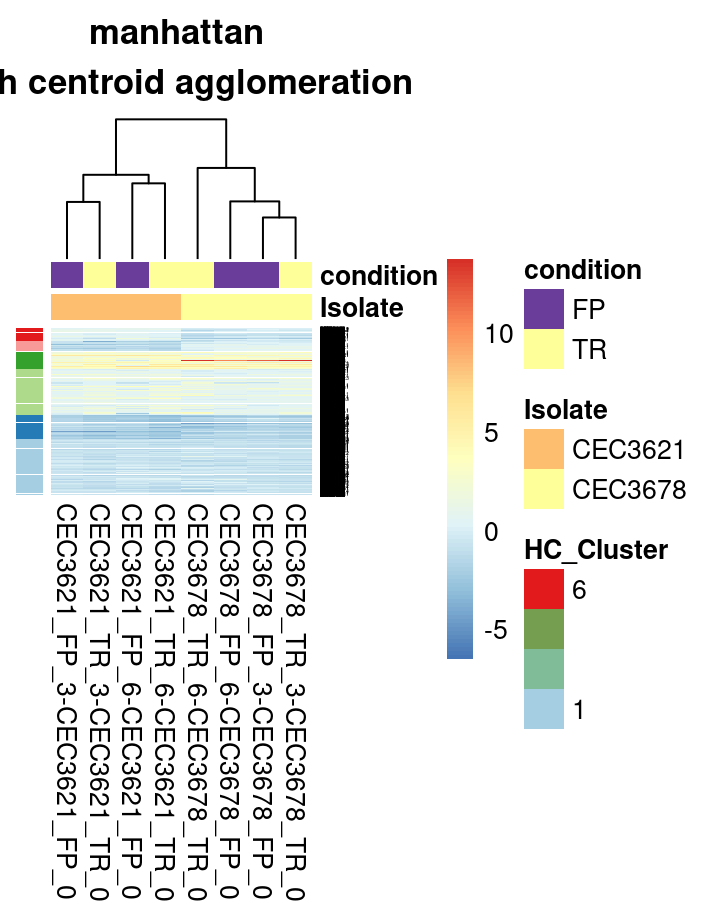 manhattan
h centroid agglomeration
condition
Isolate
10
5
0
-5
condition
FP
TR
Isolate
CEC3621
CEC3678
HC_Cluster
6
1
CEC3621_FP_3-CEC3621_FP_0
CEC3621_TR_3-CEC3621_TR_0
CEC3621_FP_6-CEC3621_FP_0
CEC3621_TR_6-CEC3621_TR_0
CEC3678_TR_6-CEC3678_TR_0
CEC3678_FP_6-CEC3678_FP_0
CEC3678_FP_3-CEC3678_FP_0
CEC3678_TR_3-CEC3678_TR_0